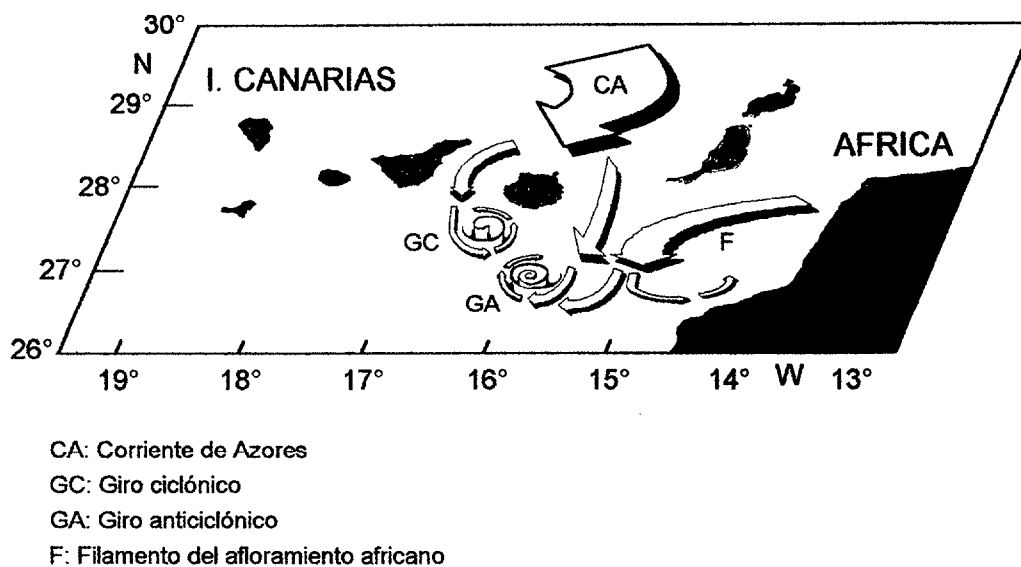 30°
N
I. CANARIAS
CA
29°
AFRICA
28°
GC
F
27°
GA
26°
19° 18° 17° 16° 15° 14° W 13°
CA: Corriente de Azores
GC: Giro ciclónico
GA: Giro anticiclónico
F: Filamento del afloramiento africano